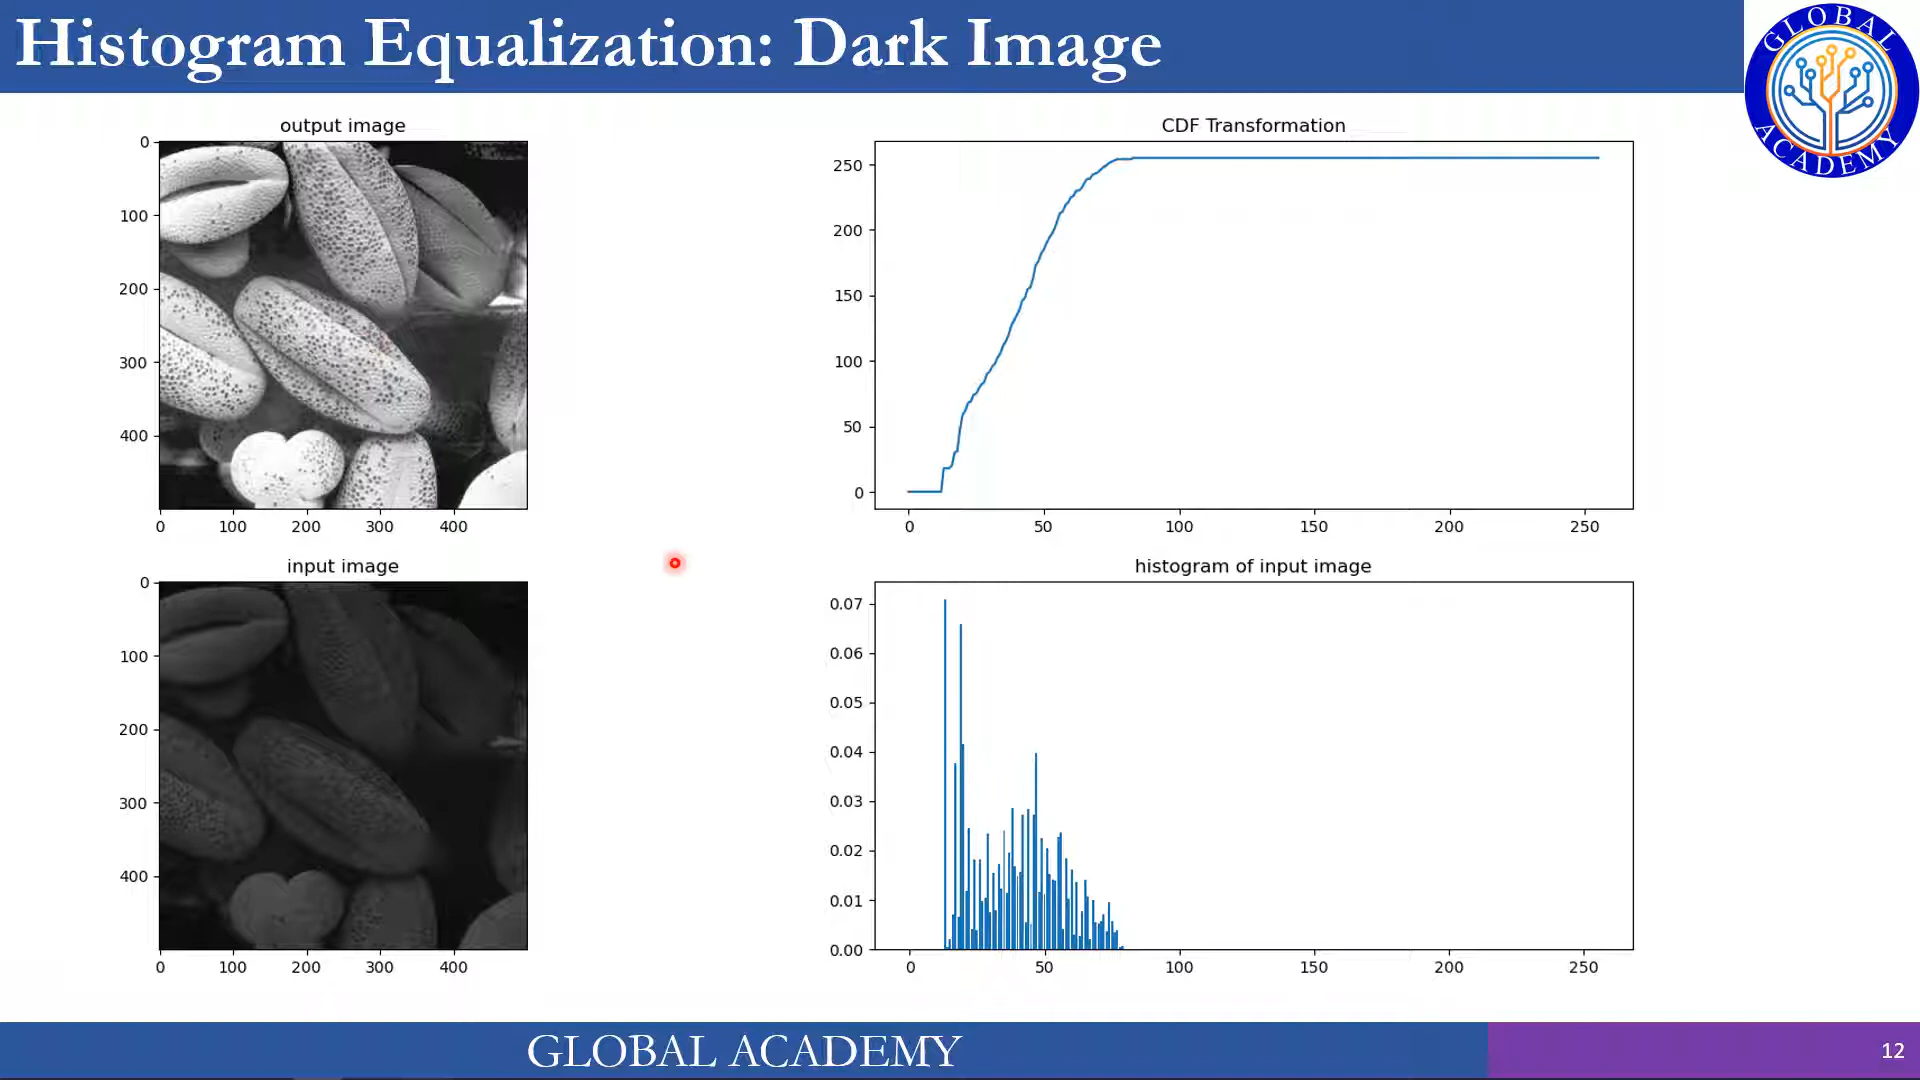 Histogram Equalization: Dark Image
GLOBAL
ACADEMY
output image
0
100
200
300
400
0 100 200 300 400
CDF Transformation
250
200
150
100
50
0
0 50 100 150 200 250
input image
0
100
200
300
400
0 100 200 300 400
histogram of input image
0.07
0.06
0.05
0.04
0.03
0.02
0.01
0.00
0 50 100 150 200 250
GLOBAL ACADEMY
12